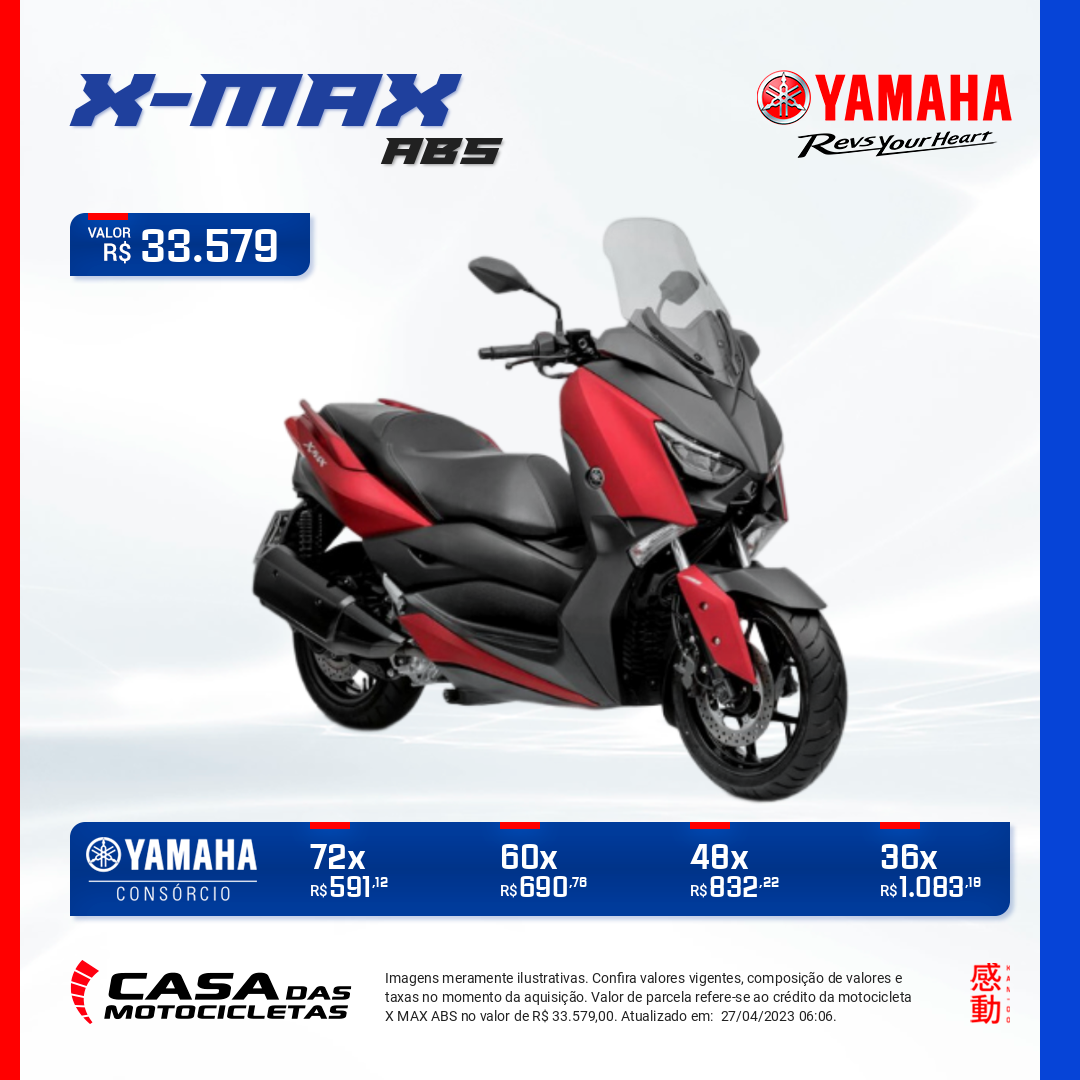 X-MAX
ABS
YAMAHA
Revs Your Heart
VALOR
R$ 33.579
X-MAX
YAMAHA
CONSÓRCIO
72x
R$ 591,12
60x
R$ 690,78
48x
R$ 832,22
36x
R$ 1.083,18
CASA DAS
MOTOCICLETAS
Imagens meramente ilustrativas. Confira valores vigentes, composição de valores e
taxas no momento da aquisição. Valor de parcela refere-se ao crédito da motocicleta
X MAX ABS no valor de R$ 33.579,00. Atualizado em: 27/04/2023 06:06.
感動